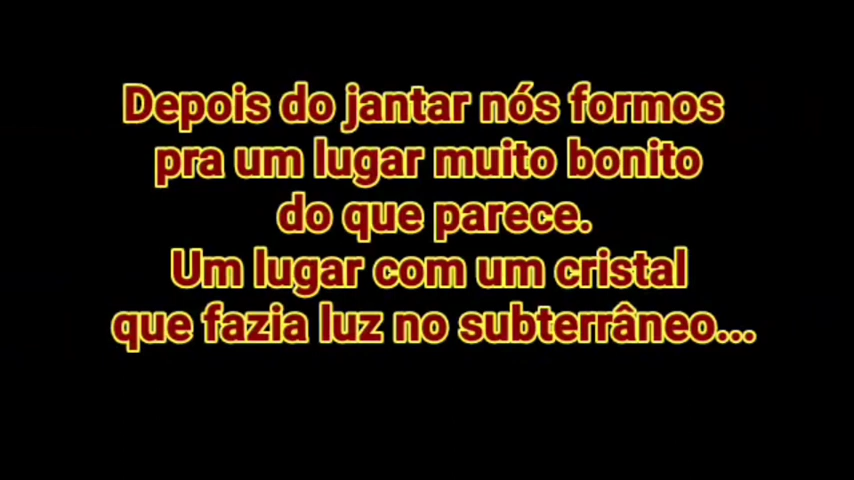 Depois do jantar nós formos
pra um lugar muito bonito
do que parece.
Um lugar com um cristal
que fazia luz no subterrâneo...